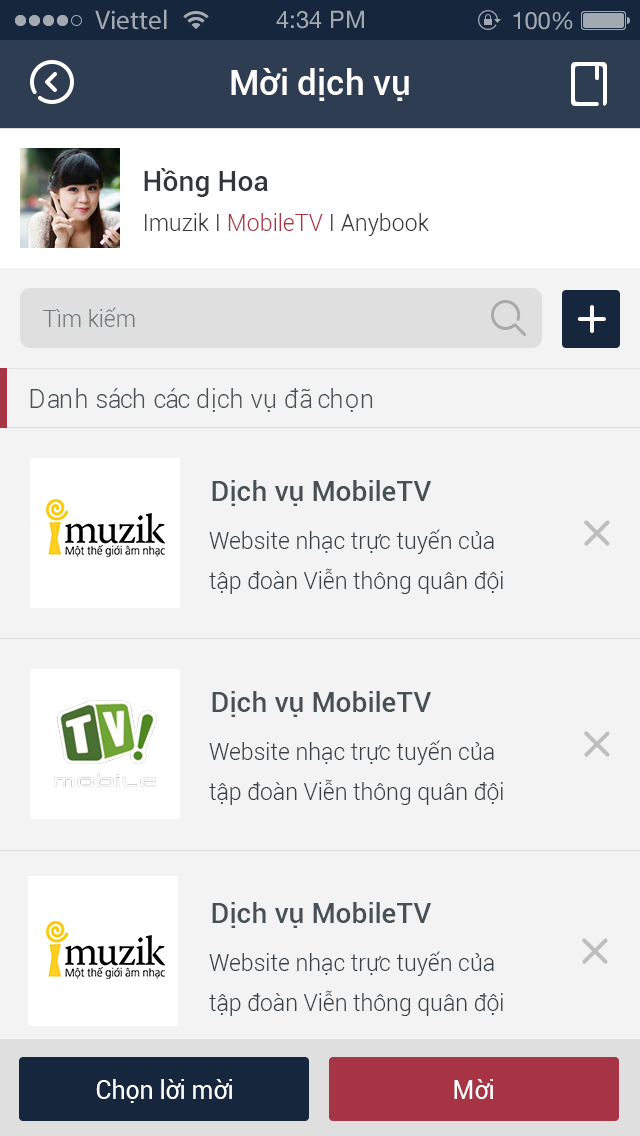 Viettel 4:34 PM 100%
Mời dịch vụ
Hồng Hoa
Imuzik I MobileTV I Anybook
Tìm kiếm
Danh sách các dịch vụ đã chọn
imuzik
Một thế giới âm nhạc
Dịch vụ MobileTV
Website nhạc trực tuyến của
tập đoàn Viễn thông quân đội
TV!
mobile
Dịch vụ MobileTV
Website nhạc trực tuyến của
tập đoàn Viễn thông quân đội
imuzik
Một thế giới âm nhạc
Dịch vụ MobileTV
Website nhạc trực tuyến của
tập đoàn Viễn thông quân đội
Chọn lời mời Mời